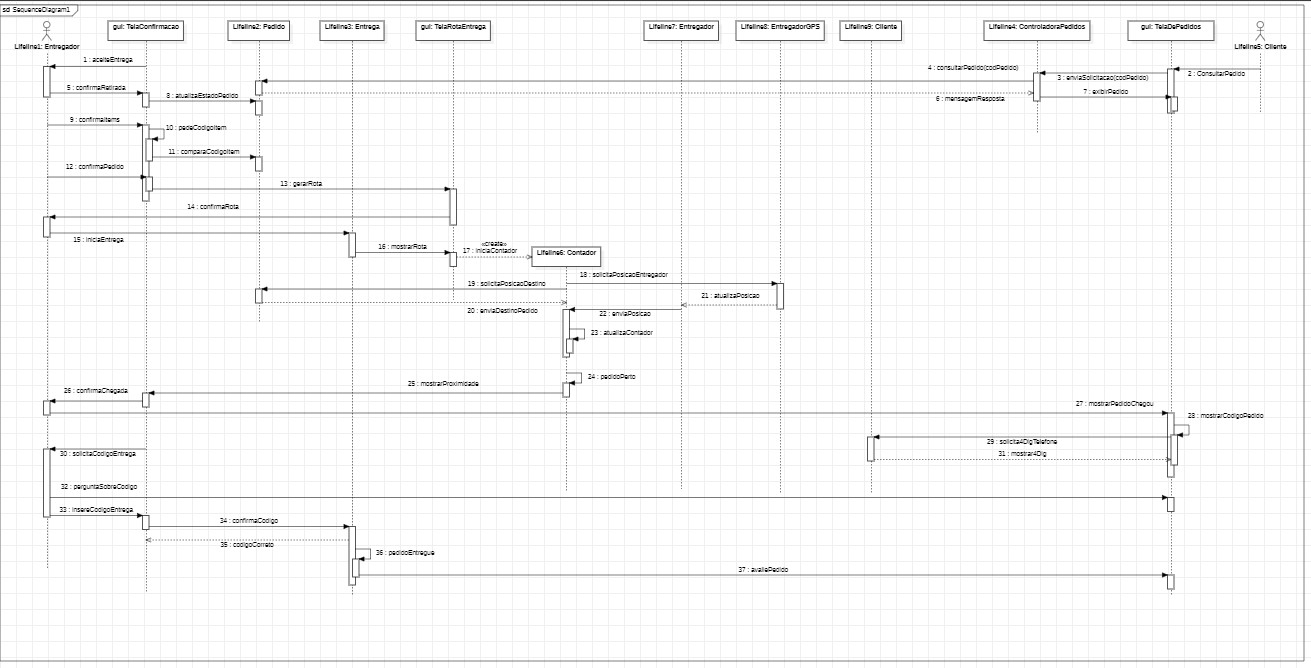 sd SequenceDiagram1
gui: TelaConfirmacao
Lifeline2: Pedido
Lifeline3: Entrega
gui: TelaRotaEntrega
Lifeline7: Entregador
Lifeline8: EntregadorGPS
Lifeline9: Cliente
Lifeline4: ControladoraPedidos
gui: TelaDePedidos
Lifeline1: Entregador
Lifeline5: Cliente
1 : aceitaEntrega
4 : consultarPedido(codPedido)
3 : enviaSolicitacao(codPedido)
2 : ConsultarPedido
5 : confirmaRetirada
8 : atualizaEstadoPedido
6 : mensagemResposta
7 : exibirPedido
9 : confirmaItems
10 : pedeCodigoItem
11 : comparaCodigoItem
12 : confirmaPedido
13 : gerarRota
14 : confirmaRota
15 : iniciaEntrega
16 : mostrarRota
«create»
17 : iniciaContador
Lifeline6: Contador
18 : solicitaPosicaoEntregador
19 : solicitaPosicaoDestino
21 : atualizaPosicao
20 : enviaDestinoPedido
22 : enviaPosicao
23 : atualizaContador
24 : pedidoPerto
25 : mostrarProximidade
26 : confirmaChegada
27 : mostrarPedidoChegou
28 : mostrarCodigoPedido
29 : solicita4DigTelefone
30 : solicitaCodigoEntrega
31 : mostrar4Dig
32 : perguntaSobreCodigo
33 : insereCodigoEntrega
34 : confirmaCodigo
35 : codigoCorreto
36 : pedidoEntregue
37 : avaliePedido